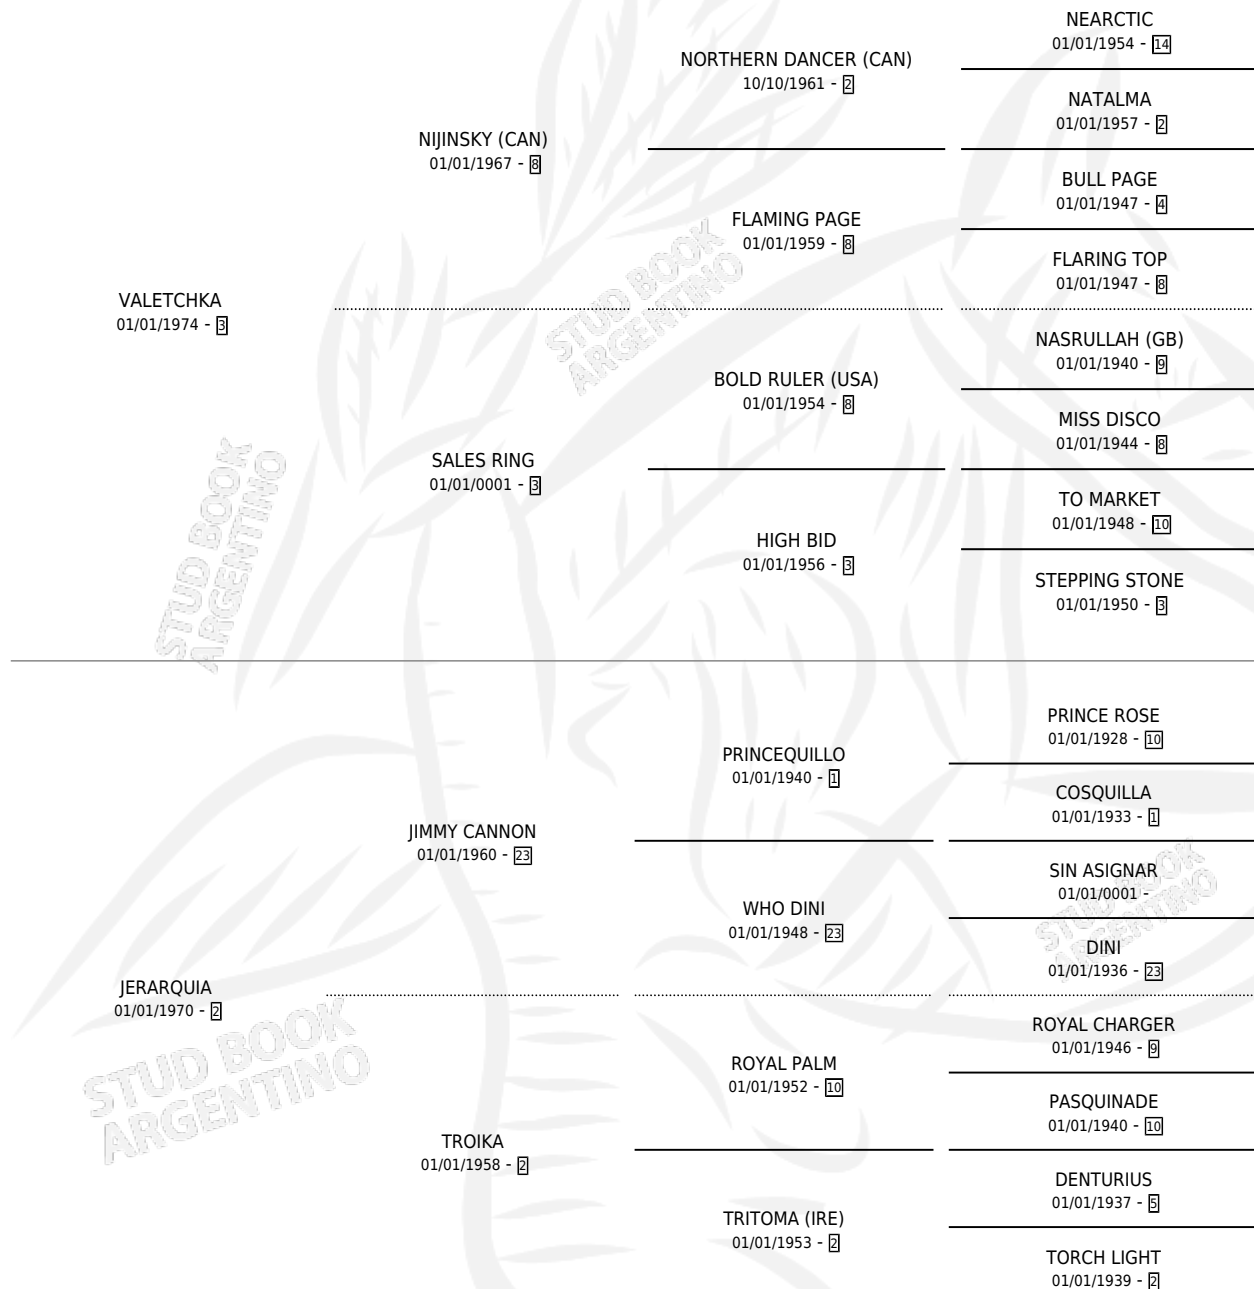 NEARCTIC
01/01/1954 - 14
NORTHERN DANCER (CAN)
10/10/1961 - 2
NATALMA
01/01/1957 - 2
NIJINSKY (CAN)
01/01/1967 - 8
BULL PAGE
01/01/1947 - 4
FLAMING PAGE
01/01/1959 - 8
FLARING TOP
01/01/1947 - 8
VALETCHKA
01/01/1974 - 3
NASRULLAH (GB)
01/01/1940 - 9
BOLD RULER (USA)
01/01/1954 - 8
MISS DISCO
01/01/1944 - 8
SALES RING
01/01/0001 - 3
TO MARKET
01/01/1948 - 10
HIGH BID
01/01/1956 - 3
STEPPING STONE
01/01/1950 - 3
PRINCE ROSE
01/01/1928 - 10
PRINCEQUILLO
01/01/1940 - 1
COSQUILLA
01/01/1933 - 1
JIMMY CANNON
01/01/1960 - 23
SIN ASIGNAR
01/01/0001 -
WHO DINI
01/01/1948 - 23
DINI
01/01/1936 - 23
JERARQUIA
01/01/1970 - 2
ROYAL CHARGER
01/01/1946 - 9
ROYAL PALM
01/01/1952 - 10
PASQUINADE
01/01/1940 - 10
TROIKA
01/01/1958 - 2
DENTURIUS
01/01/1937 - 5
TRITOMA (IRE)
01/01/1953 - 2
TORCH LIGHT
01/01/1939 - 2
STUD BOOK
ARGENTINO
STUD BOOK
ARGENTINO
STUD BOOK
ARGENTINO
STUD BOOK
ARGENTINO